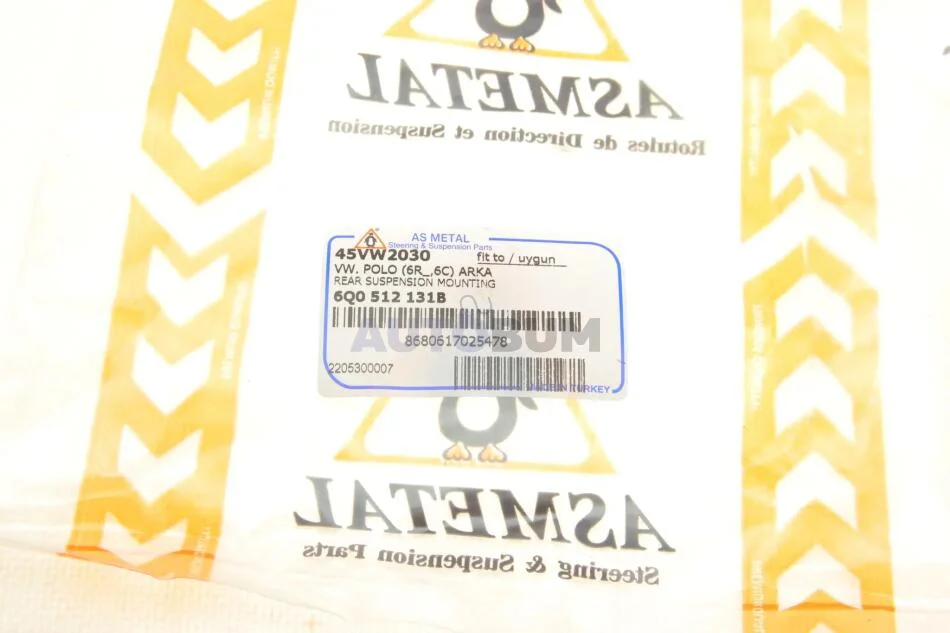 ASMETAL
Rotules de Direction et Suspension
AS METAL
Steering & Suspension Parts
45VW2030 fit to / uygun
VW. POLO (6R_,6C) ARKA
REAR SUSPENSION MOUNTING
6Q0 512 131B
AUTOBUM
8680617025478
2205300007
MADE IN TURKEY
ASMETAL
Steering & Suspension Parts